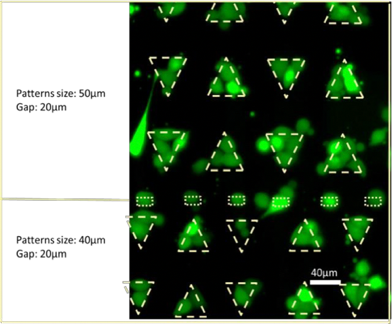 Patterns size: 50µm
Gap: 20µm
Patterns size: 40µm
Gap: 20µm
40µm